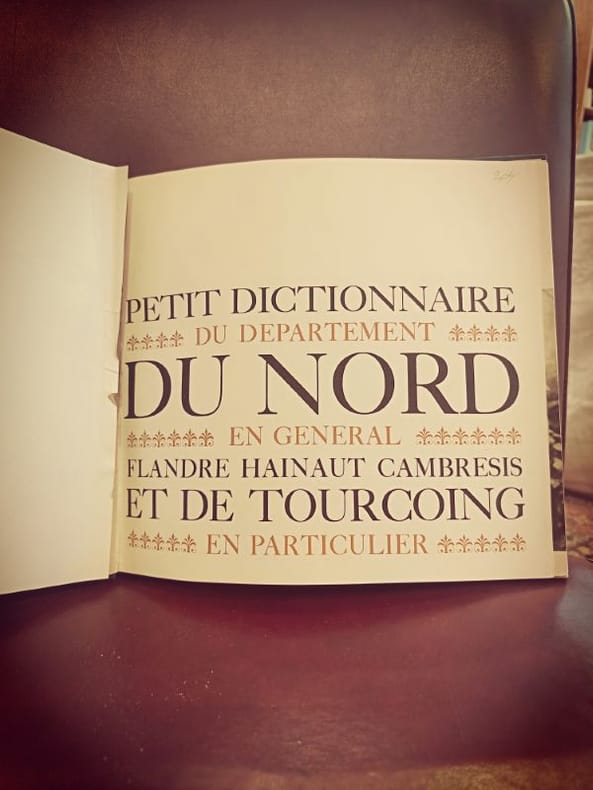 PETIT DICTIONNAIRE
DU DEPARTEMENT
DU NORD
EN GENERAL
FLANDRE HAINAUT CAMBRESIS
ET DE TOURCOING
EN PARTICULIER